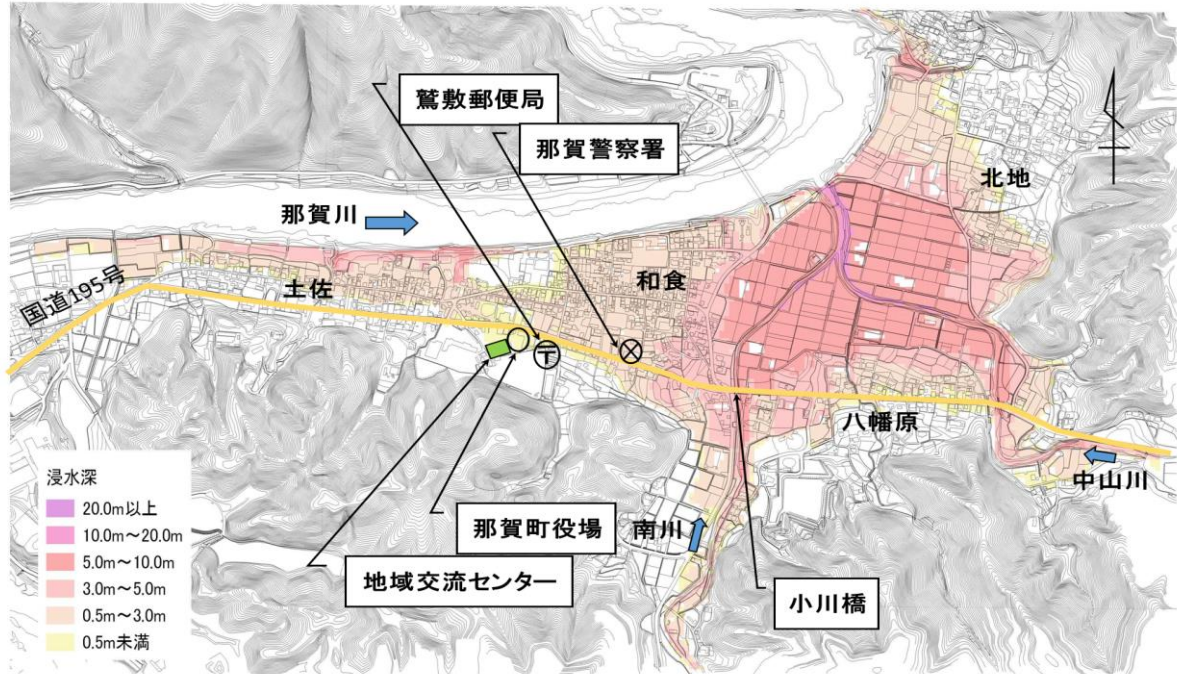 鷲敷郵便局
那賀警察署
北地
那賀川
国道195号
土佐
和食
〒
八幡原
中山川
浸水深
20.0m以上
10.0m～20.0m
5.0m～10.0m
3.0m～5.0m
0.5m～3.0m
0.5m未満
那賀町役場
南川
地域交流センター
小川橋